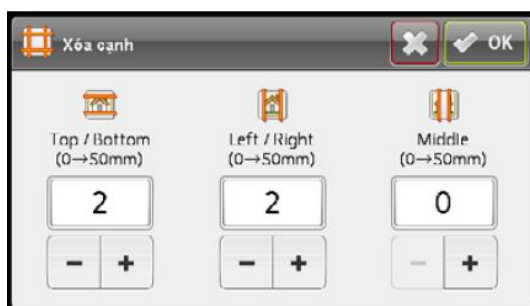 Xóa cạnh
OK
Top / Bottom
(0→50mm)
Left / Right
(0→50mm)
Middle
(0→50mm)
2
2
0
− +
− +
− +